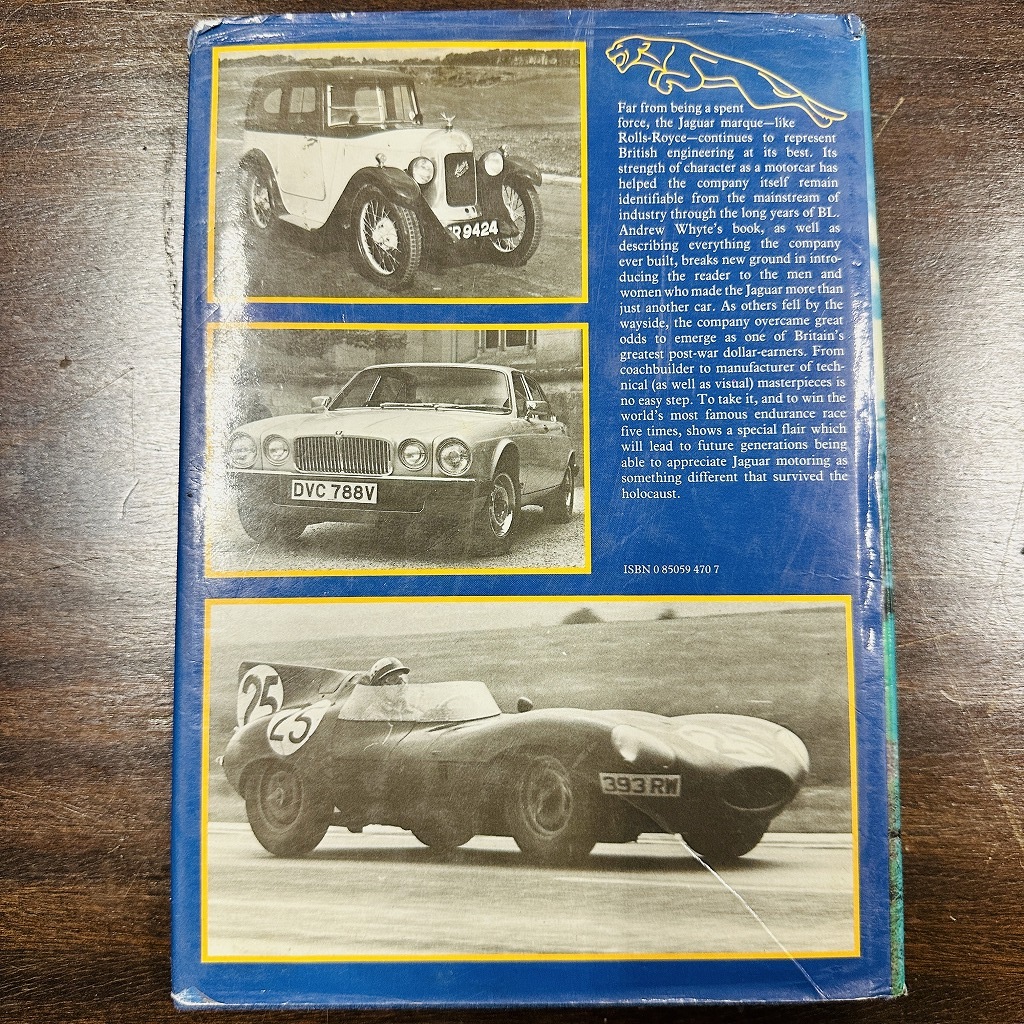 Far from being a spent
force, the Jaguar marque—like
Rolls-Royce—continues to represent
British engineering at its best. Its
strength of character as a motorcar has
helped the company itself remain
identifiable from the mainstream of
industry through the long years of BL.
Andrew Whyte's book, as well as
describing everything the company
ever built, breaks new ground in intro-
ducing the reader to the men and
women who made the Jaguar more than
just another car. As others fell by the
wayside, the company overcame great
odds to emerge as one of Britain's
greatest post-war dollar-earners. From
coachbuilder to manufacturer of tech-
nical (as well as visual) masterpieces is
no easy step. To take it, and to win the
world's most famous endurance race
five times, shows a special flair which
will lead to future generations being
able to appreciate Jaguar motoring as
something different that survived the
holocaust.
ISBN 0 85059 470 7
9424
DVC 788V
25
25
393 RW